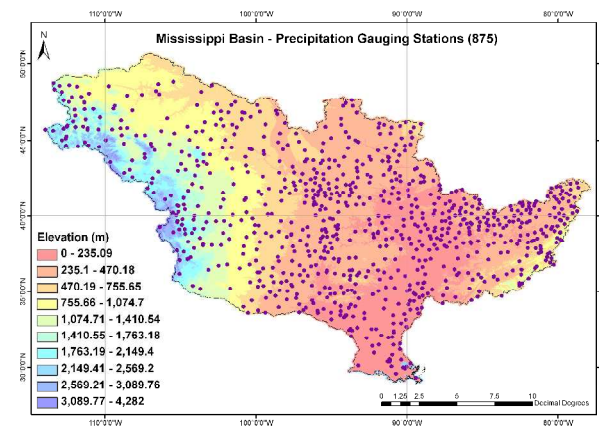 110°0'0"W 100°0'0"W 90°0'0"W 80°0'0"W
N
Mississippi Basin - Precipitation Gauging Stations (875)
50°0'0"N
45°0'0"N
40°0'0"N
35°0'0"N
30°0'0"N
Elevation (m)
0 - 235.09
235.1 - 470.18
470.19 - 755.65
755.66 - 1,074.7
1,074.71 - 1,410.54
1,410.55 - 1,763.18
1,763.19 - 2,149.4
2,149.41 - 2,569.2
2,569.21 - 3,089.76
3,089.77 - 4,282
0 1.25 2.5 5 7.5 10
Decimal Degrees
110°0'0"W 100°0'0"W 90°0'0"W 80°0'0"W